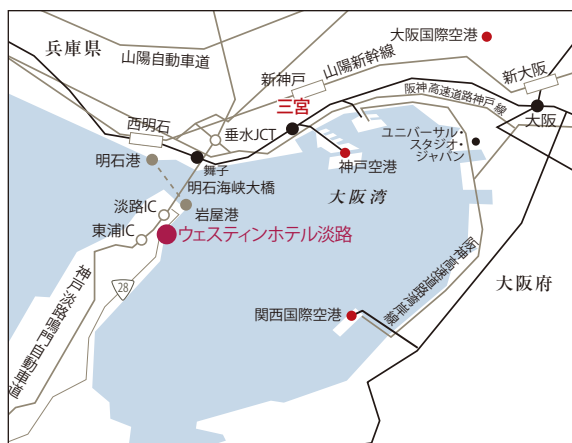 兵庫県
山陽自動車道
新神戸
山陽新幹線
大阪国際空港
新大阪
阪神高速道路神戸線
三宮
大阪
西明石
垂水JCT
ユニバーサル・
スタジオ・
ジャパン
明石港
舞子
神戸空港
明石海峡大橋
大阪湾
淡路IC
岩屋港
東浦IC
ウェスティンホテル淡路
阪神高速道路湾岸線
大阪府
28
神戸淡路鳴門自動車道
関西国際空港